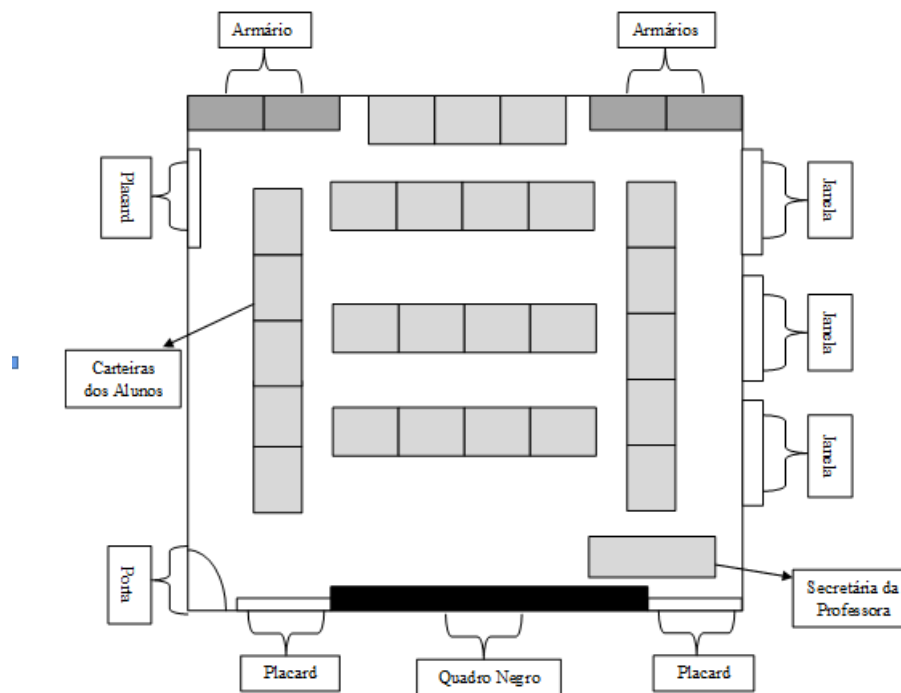 Armário
Armários
Placard
Janela
Janela
Carteiras
dos Alunos
Janela
Porta
Secretária da
Professora
Placard
Quadro Negro
Placard